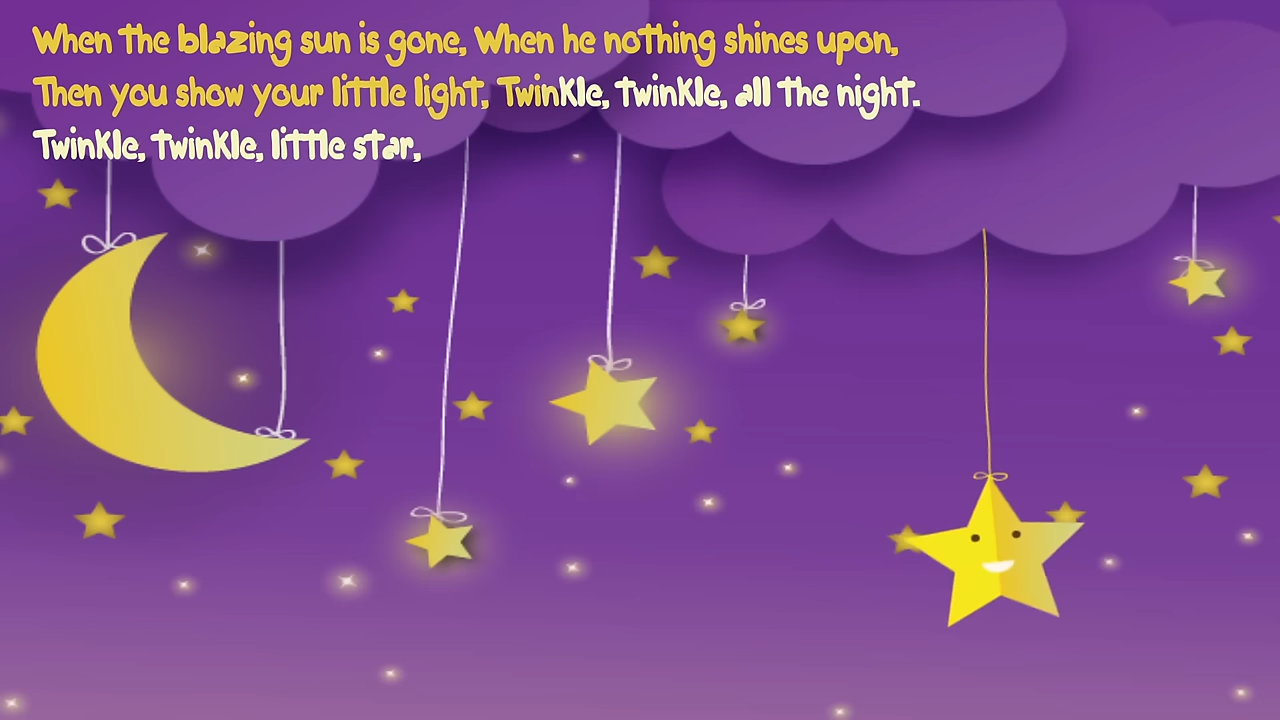 When the blazing sun is gone, When he nothing shines upon,
Then you show your little light, Twinkle, twinkle, all the night.
Twinkle, twinkle, little star,